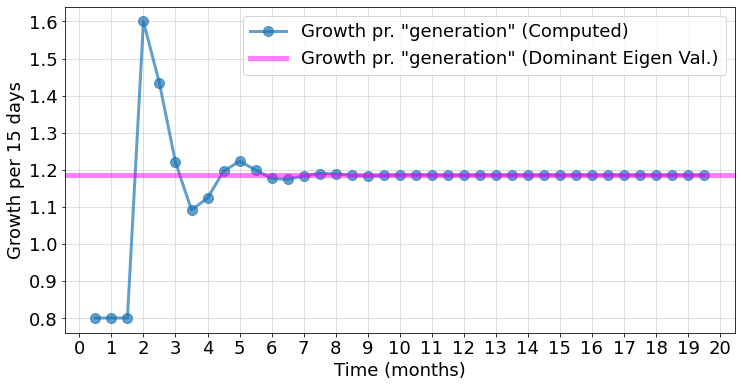 Growth pr. "generation" (Computed)
Growth pr. "generation" (Dominant Eigen Val.)
Growth per 15 days
1.6
1.5
1.4
1.3
1.2
1.1
1.0
0.9
0.8
0 1 2 3 4 5 6 7 8 9 10 11 12 13 14 15 16 17 18 19 20
Time (months)